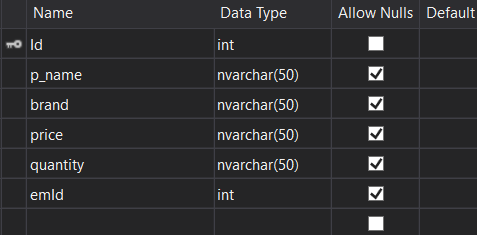 Name Data Type Allow Nulls Default
Id int
p_name nvarchar(50)
brand nvarchar(50)
price nvarchar(50)
quantity nvarchar(50)
emId int